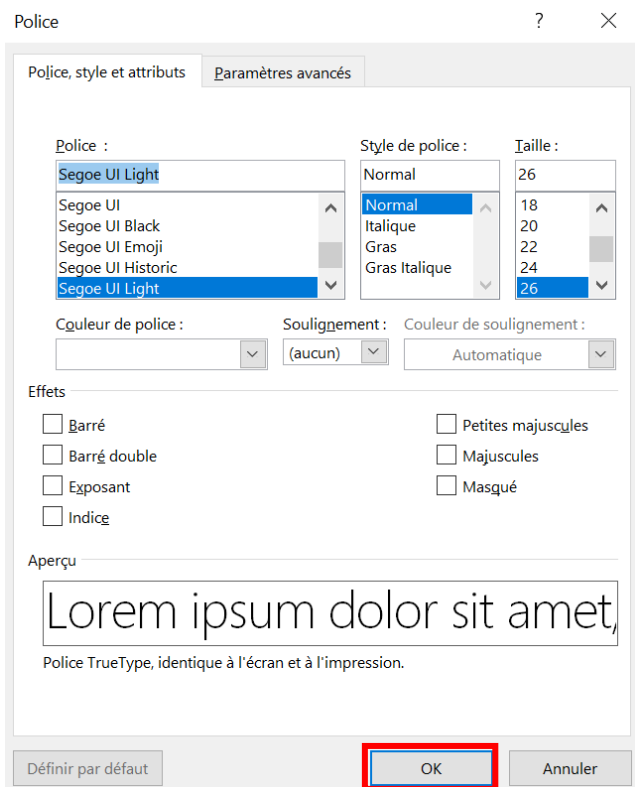 Police ?
Police, style et attributs Paramètres avancés
Police : Style de police : Taille :
Segoe UI Light Normal 26
Segoe UI Normal 18
Segoe UI Black Italique 20
Segoe UI Emoji Gras 22
Segoe UI Historic Gras Italique 24
Segoe UI Light 26
Couleur de police : Soulignement : Couleur de soulignement :
(aucun) Automatique
Effets
Barré Petites majuscules
Barré double Majuscules
Exposant Masqué
Indice
Aperçu
Lorem ipsum dolor sit amet,
Police TrueType, identique à l'écran et à l'impression.
Définir par défaut OK Annuler